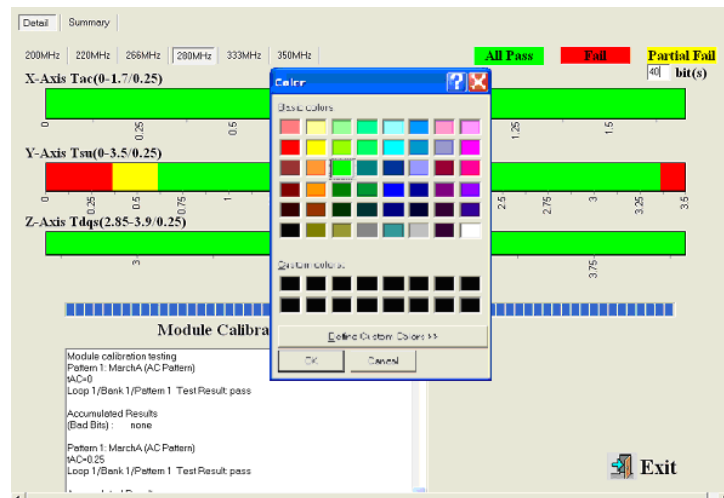 Detail Summary
200MHz 220MHz 266MHz 280MHz 333MHz 350MHz
All Pass Fail Partial Fail
40 bit(s)
X-Axis Tac(0-1.7/0.25)
0 0.25 0.5 1.25 1.5
Y-Axis Tsu(0-3.5/0.25)
0 0.25 0.5 0.75 1 2.5 2.75 3 3.25 3.5
Z-Axis Tdqs(2.85-3.9/0.25)
3 3.75
Color
Basic colors
Custom colors:
Define Custom Colors >>
OK Cancel
Module Calibra
Module calibration testing
Pattern 1: MarchA (AC Pattern)
tAC=0
Loop 1/Bank 1/Pattern 1 Test Result: pass
Accumulated Results
(Bad Bits) : none
Pattern 1: MarchA (AC Pattern)
tAC=0.25
Loop 1/Bank 1/Pattern 1 Test Result: pass
Exit